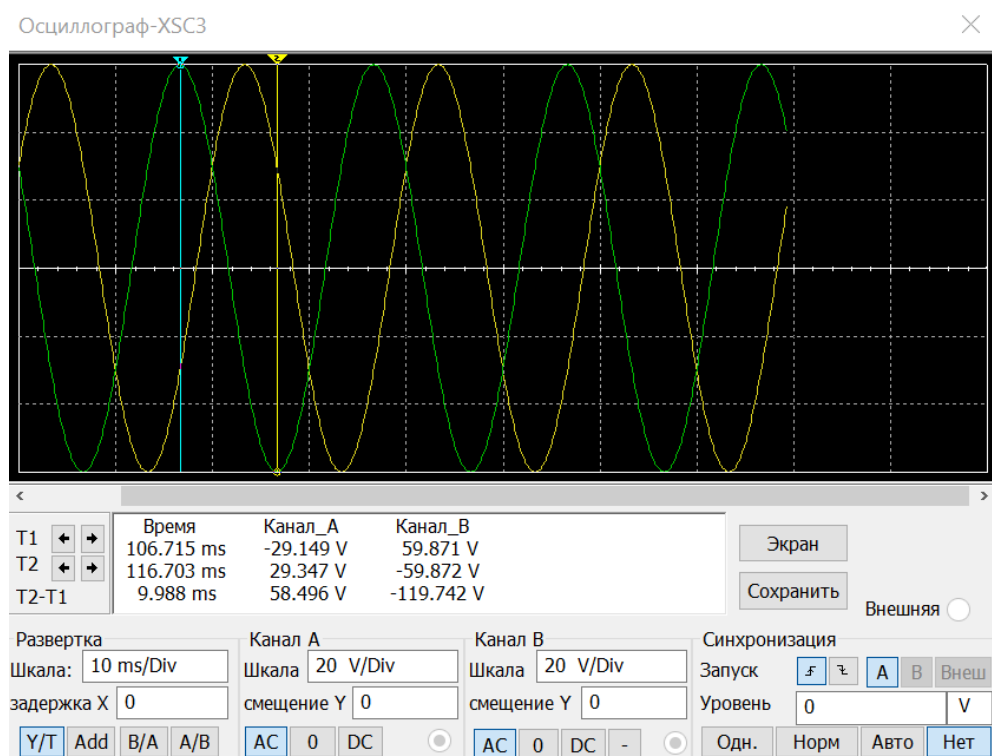 Осциллограф-XSC3
1
2
T1
T2
T2-T1
Время Канал_A Канал_B
106.715 ms -29.149 V 59.871 V
116.703 ms 29.347 V -59.872 V
9.988 ms 58.496 V -119.742 V
Экран
Сохранить
Внешняя
Развертка
Шкала: 10 ms/Div
задержка X 0
Y/T Add B/A A/B
Канал A
Шкала 20 V/Div
смещение Y 0
AC 0 DC
Канал B
Шкала 20 V/Div
смещение Y 0
AC 0 DC -
Синхронизация
Запуск A B Внеш
Уровень 0 V
Одн. Норм Авто Нет